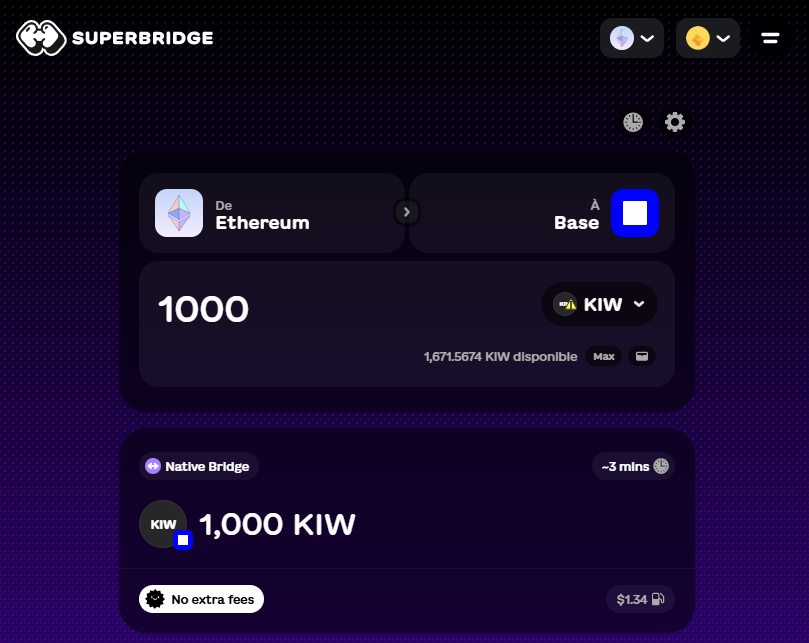 SUPERBRIDGE
De
Ethereum
À
Base
1000
KIW
1,671.5674 KIW disponible
Max
Native Bridge
~3 mins
KIW
1,000 KIW
No extra fees
$1.34